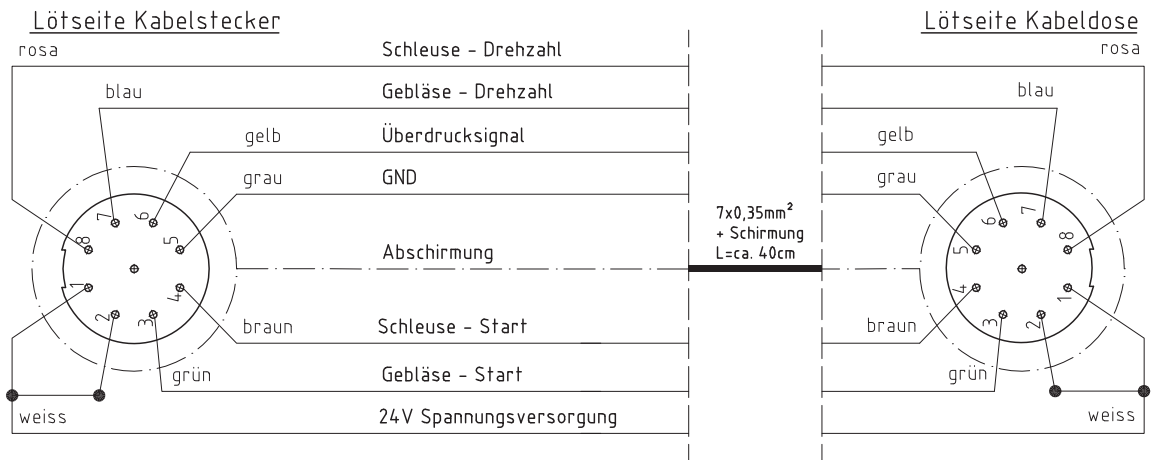 Lötseite Kabelstecker
Lötseite Kabeldose
rosa
Schleuse - Drehzahl
rosa
blau
Gebläse - Drehzahl
blau
gelb
Überdrucksignal
gelb
grau
GND
grau
7x0,35mm²
+ Schirmung
L=ca. 40cm
Abschirmung
8
7
6
5
1
2
3
4
5
6
7
8
4
3
2
1
braun
Schleuse - Start
braun
grün
Gebläse - Start
grün
weiss
24V Spannungsversorgung
weiss